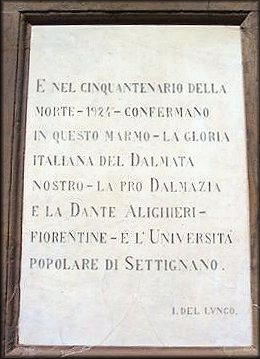 E NEL CINQUANTENARIO DELLA
MORTE - 1924 - CONFERMANO
IN QUESTO MARMO - LA GLORIA
ITALIANA DEL DALMATA
NOSTRO - LA PRO DALMAZIA
E LA DANTE ALIGHIERI -
FIORENTINE - E L'UNIVERSITÀ
POPOLARE DI SETTIGNANO.
I. DEL LVNGO.